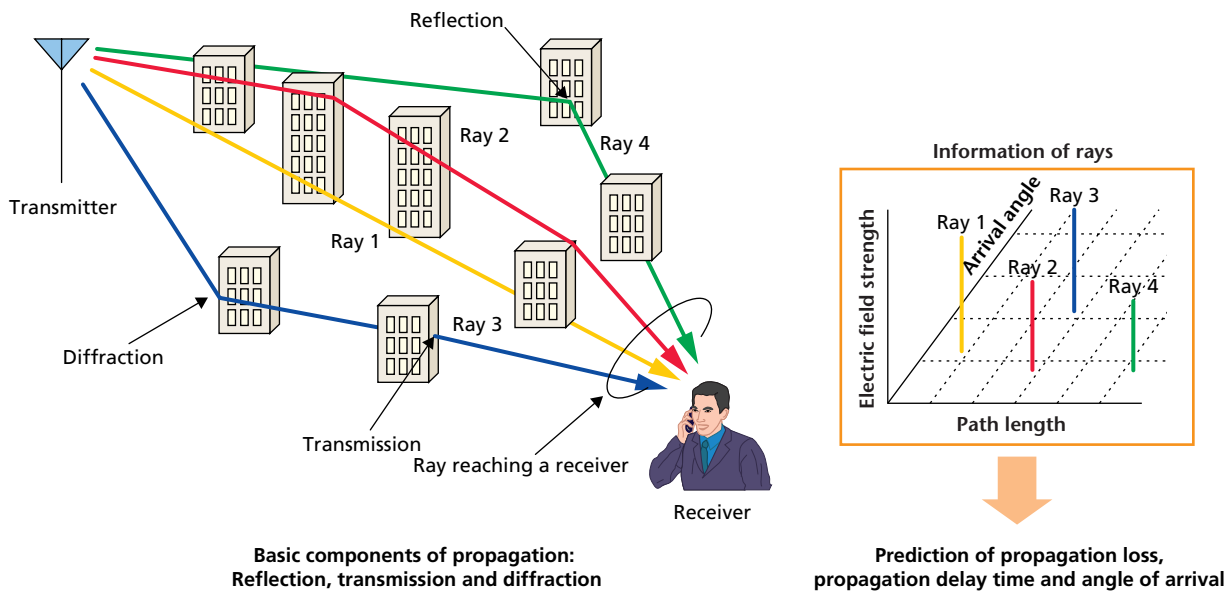 Reflection
Transmitter
Ray 2
Ray 4
Ray 1
Ray 3
Diffraction
Transmission
Ray reaching a receiver
Receiver
Basic components of propagation:
Reflection, transmission and diffraction
Information of rays
Electric field strength
Arrival angle
Ray 1
Ray 3
Ray 2
Ray 4
Path length
Prediction of propagation loss,
propagation delay time and angle of arrival